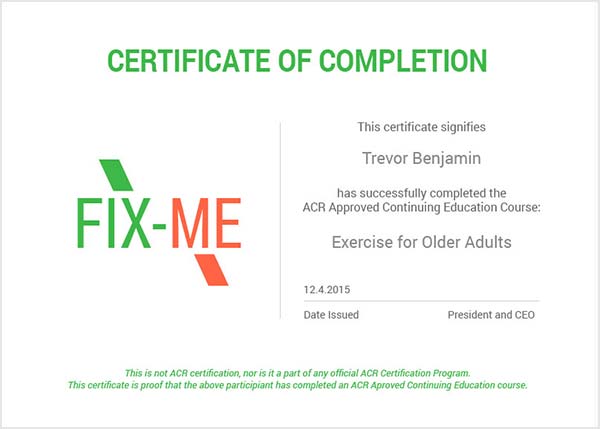 CERTIFICATE OF COMPLETION
FIX-ME
This certificate signifies
Trevor Benjamin
has successfully completed the
ACR Approved Continuing Education Course:
Exercise for Older Adults
12.4.2015
Date Issued President and CEO
This is not ACR certification, nor is it a part of any official ACR Certification Program.
This certificate is proof that the above participiant has completed an ACR Aproved Continuing Education course.